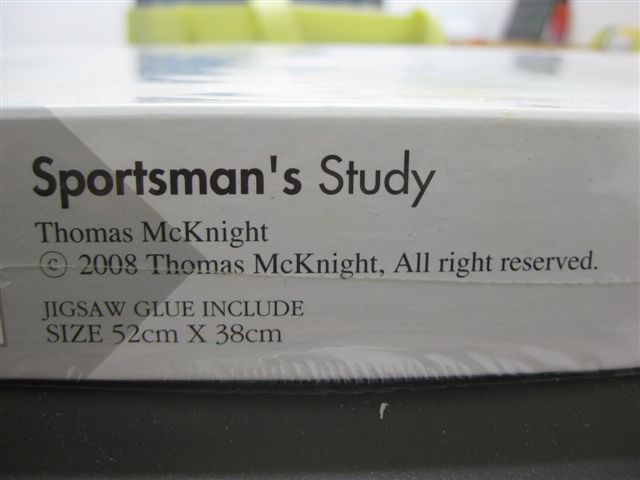 Sportsman's Study
Thomas McKnight
© 2008 Thomas McKnight, All right reserved.
JIGSAW GLUE INCLUDE
SIZE 52cm X 38cm